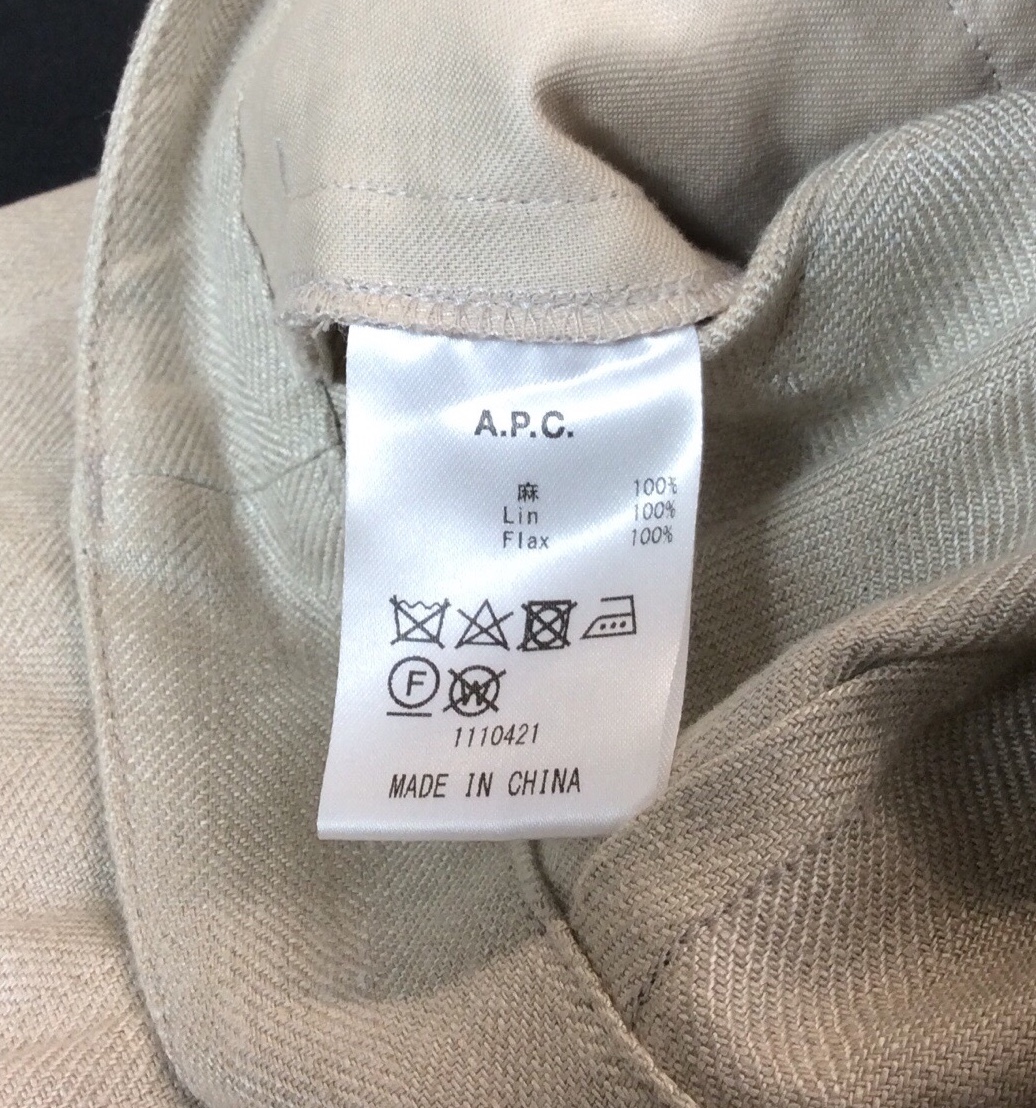 A.P.C.
麻 100%
Lin 100%
Flax 100%
F W
1110421
MADE IN CHINA